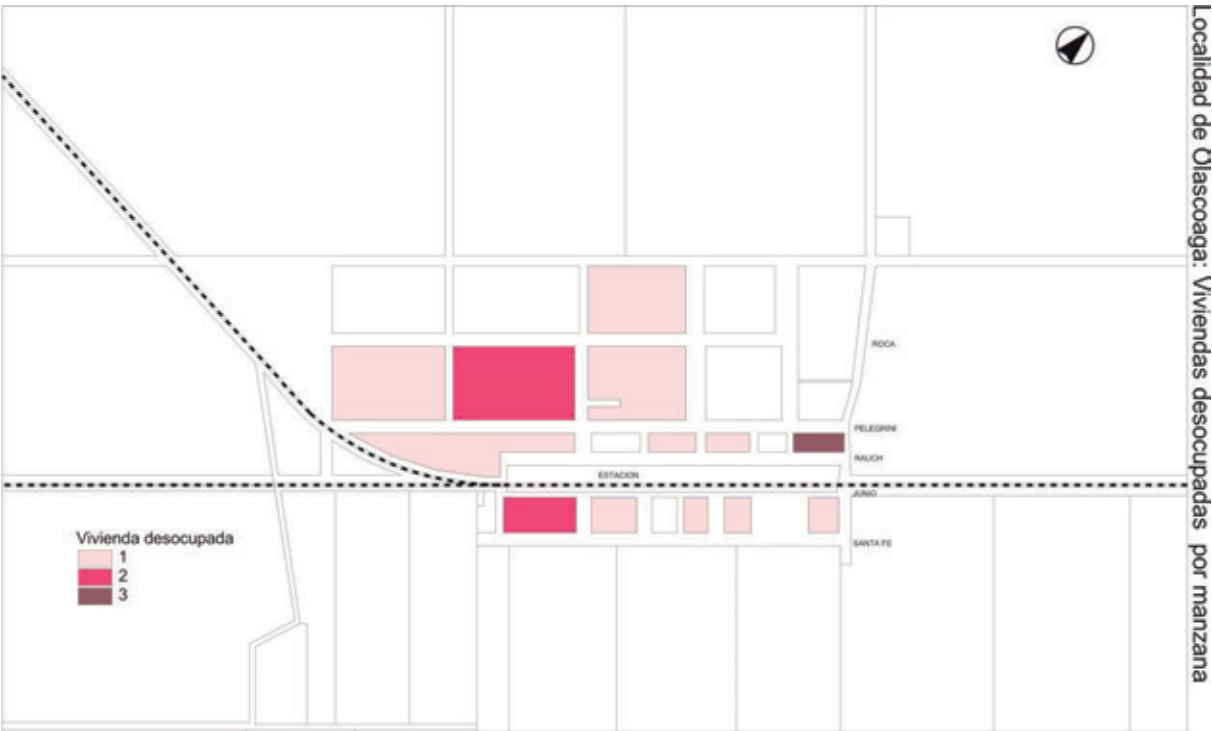 Localidad de Olascoaga: Viviendas desocupadas por manzana
ROCA
PELEGRINI
RAUCH
ESTACION
JUNIO
SANTA FE
Vivienda desocupada
1
2
3